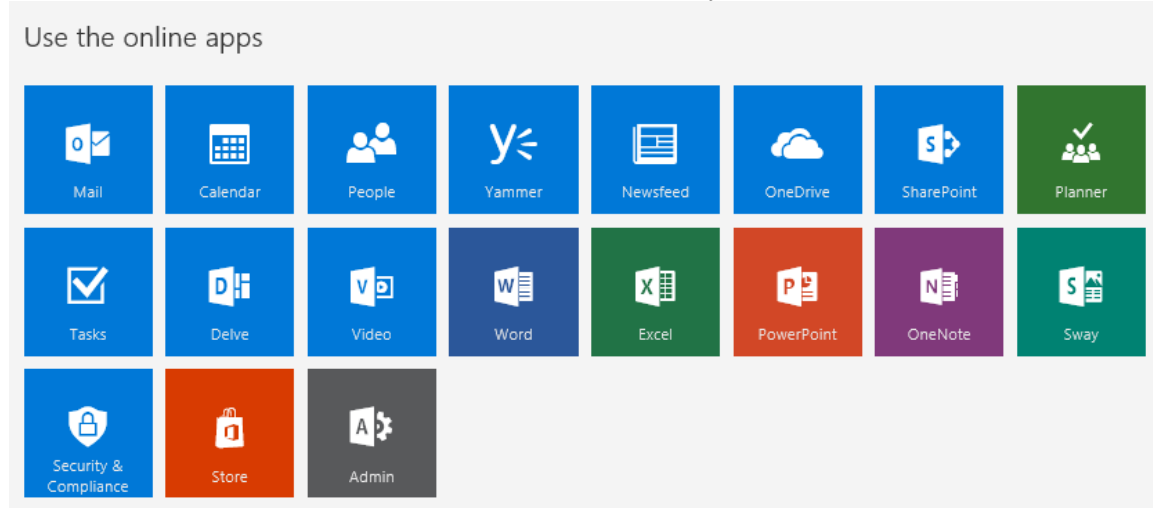 Use the online apps
Mail
Calendar
People
Yammer
Newsfeed
OneDrive
SharePoint
Planner
Tasks
Delve
Video
Word
Excel
PowerPoint
OneNote
Sway
Security &
Compliance
Store
Admin